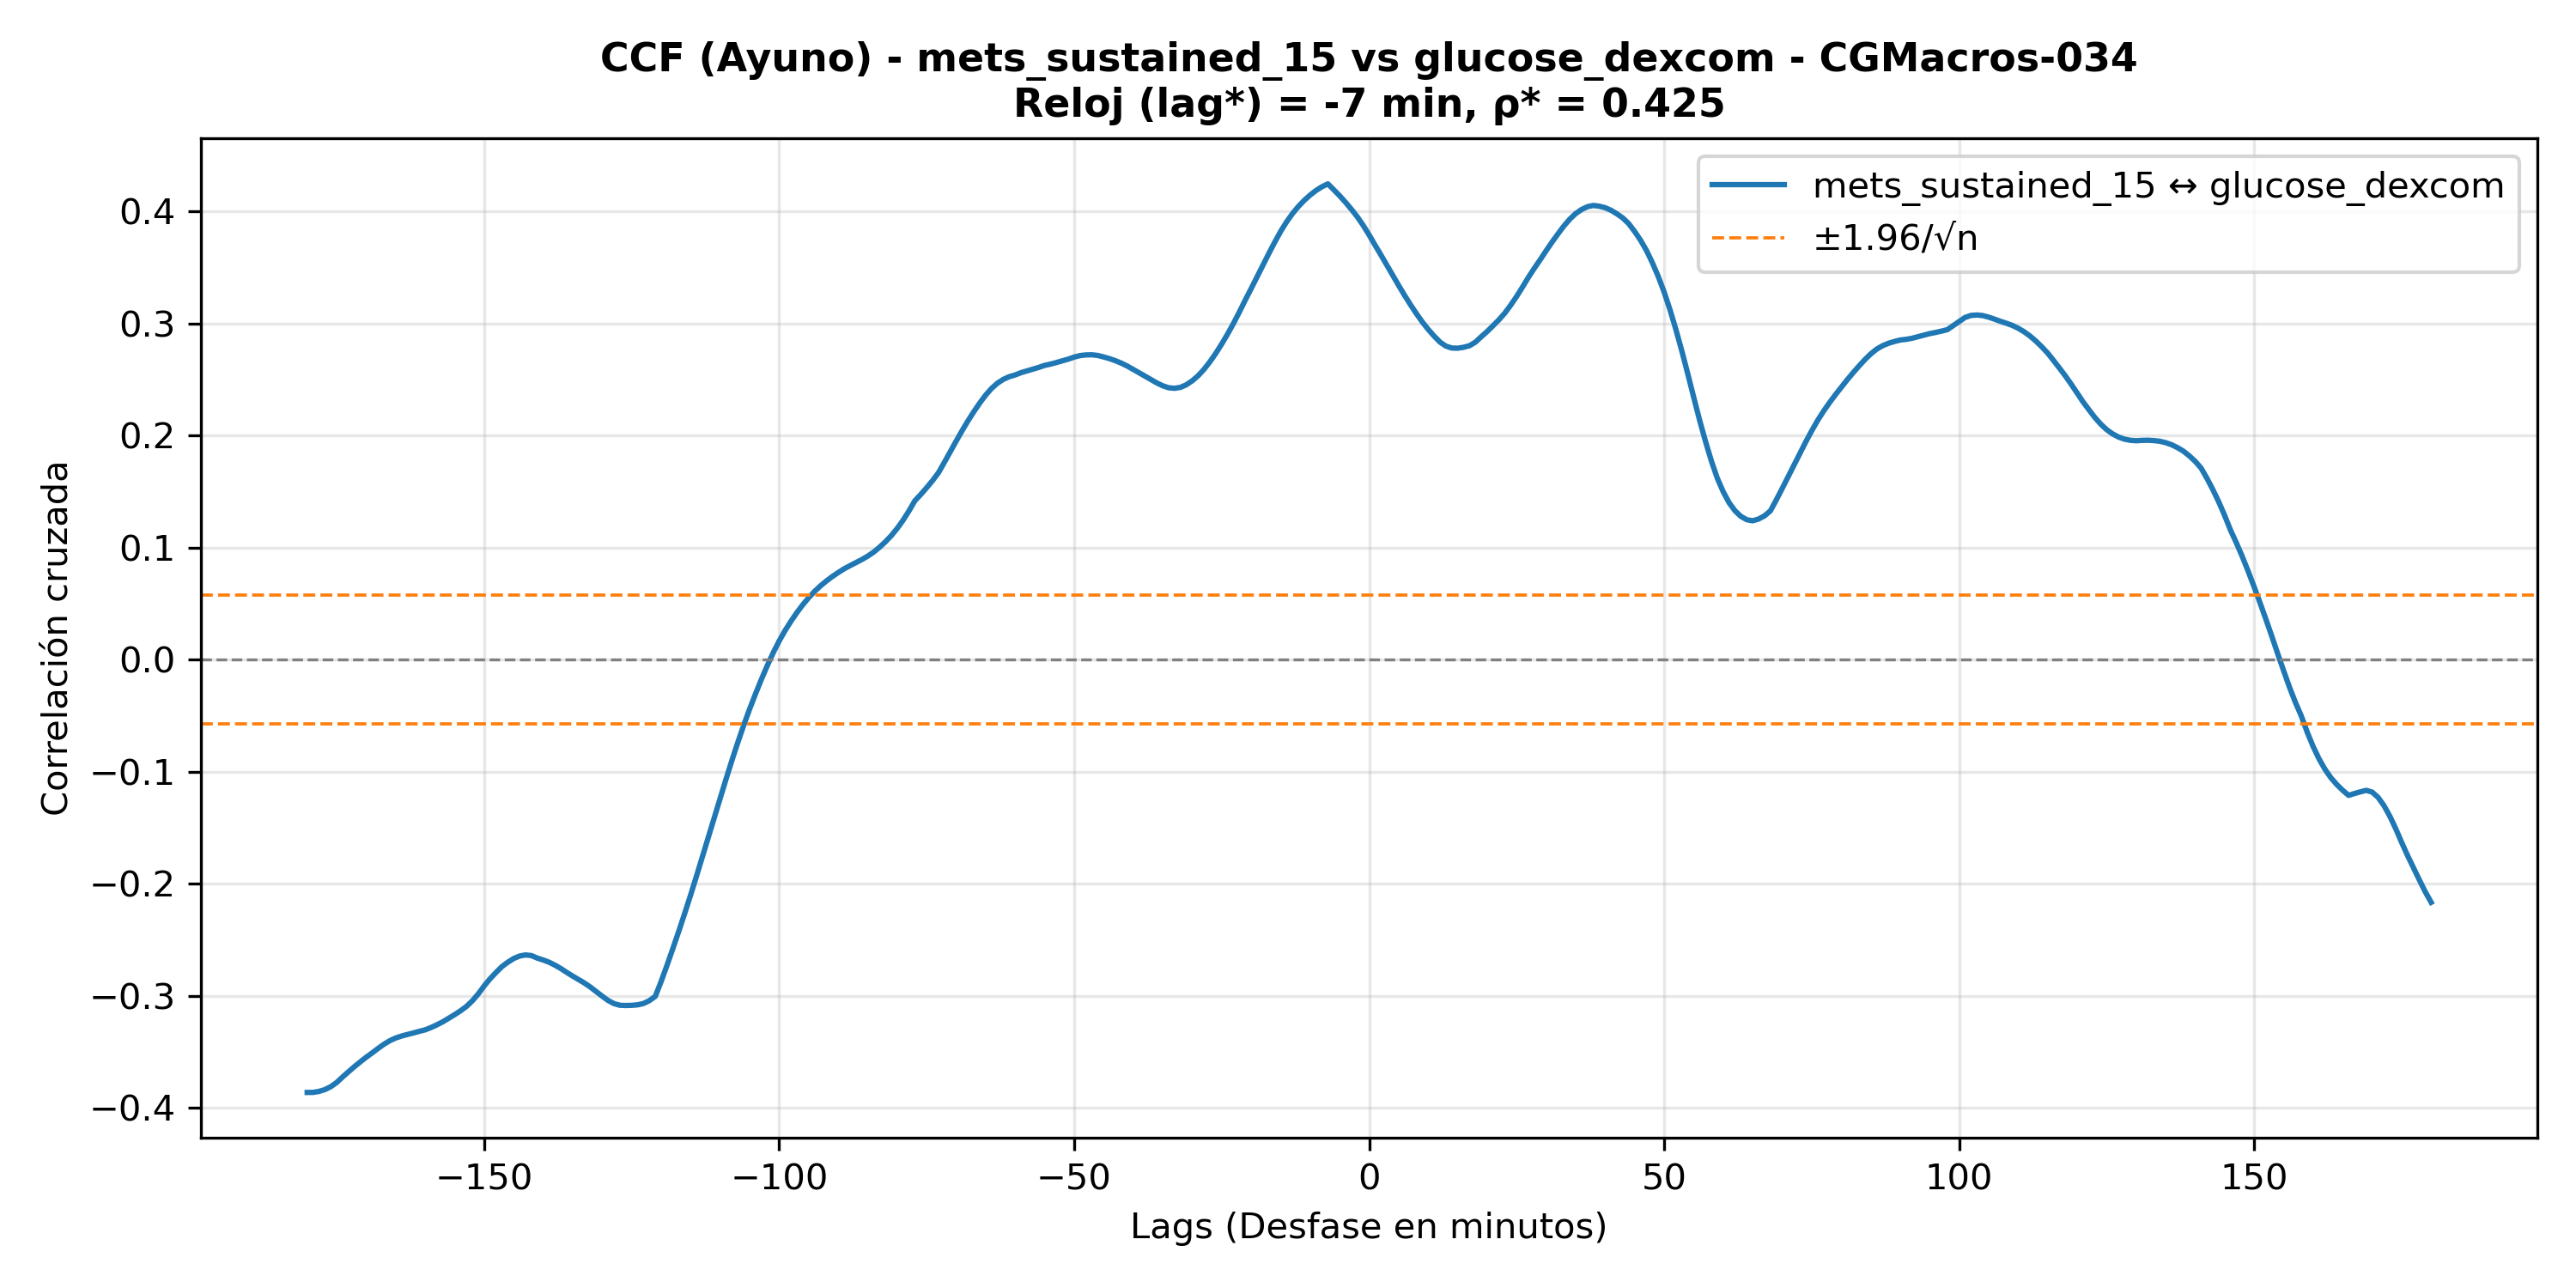 CCF (Ayuno) - mets_sustained_15 vs glucose_dexcom - CGMacros-034
Reloj (lag*) = -7 min, ρ* = 0.425
mets_sustained_15 ↔ glucose_dexcom
±1.96/√n
Correlación cruzada
0.4
0.3
0.2
0.1
0.0
−0.1
−0.2
−0.3
−0.4
−150
−100
−50
0
50
100
150
Lags (Desfase en minutos)